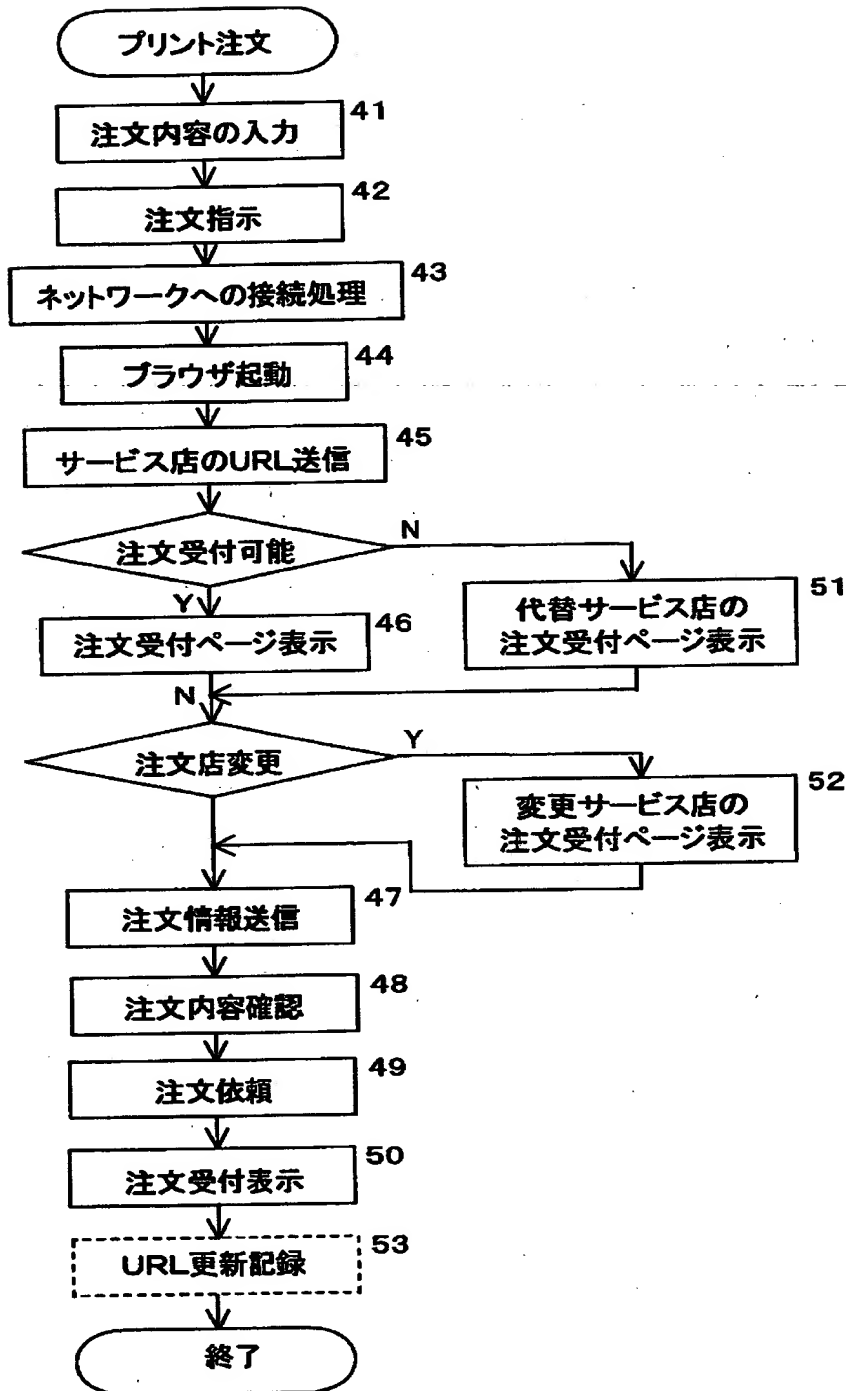 プリント注文
41
注文内容の入力
42
注文指示
43
ネットワークへの接続処理
44
ブラウザ起動
45
サービス店のURL送信
注文受付可能
N
Y
46
注文受付ページ表示
51
代替サービス店の
注文受付ページ表示
N
注文店変更
Y
52
変更サービス店の
注文受付ページ表示
47
注文情報送信
48
注文内容確認
49
注文依頼
50
注文受付表示
53
URL更新記録
終了